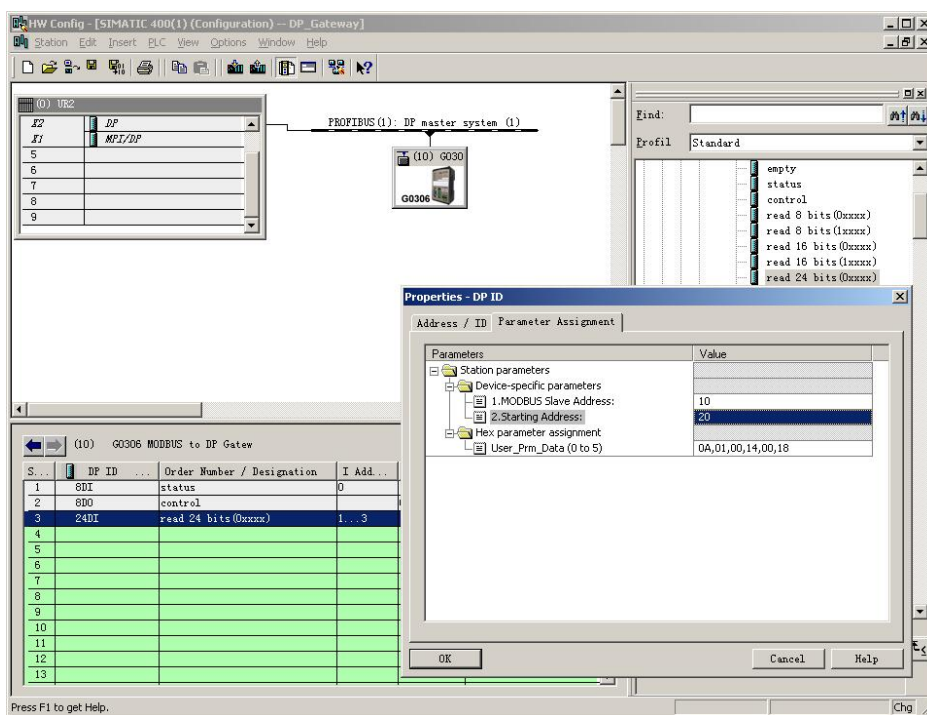 HW Config - [SIMATIC 400(1) (Configuration) -- DP_Gateway]
Station Edit Insert PLC View Options Window Help
(0) UR2
X2 DP
X1 MPI/DP
5
6
7
8
9
PROFIBUS(1): DP master system (1)
(10) G030
G0306
Find:
Profil Standard
empty
status
control
read 8 bits(0xxxx)
read 8 bits(1xxxx)
read 16 bits(0xxxx)
read 16 bits(1xxxx)
read 24 bits(0xxxx)
Properties - DP ID
Address / ID Parameter Assignment
Parameters Value
Station parameters
Device-specific parameters
1.MODBUS Slave Address: 10
2.Starting Address: 20
Hex parameter assignment
User_Prm_Data (0 to 5) 0A,01,00,14,00,18
OK Cancel Help
(10) G0306 MODBUS to DP Gatew
S... DP ID ... Order Number / Designation I Add...
1 8DI status 0
2 8DO control
3 24DI read 24 bits(0xxxx) 1...3
4
5
6
7
8
9
10
11
12
13
Press F1 to get Help. Chg